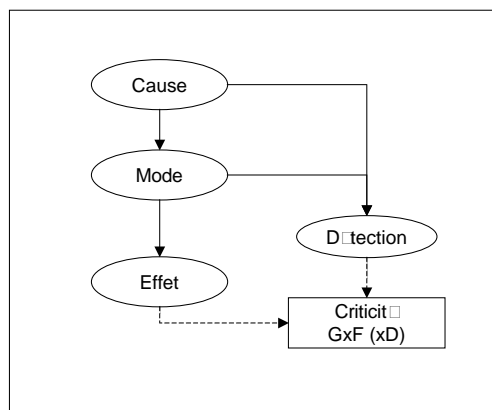 Cause
Mode
D□tection
Effet
Criticit□
GxF (xD)